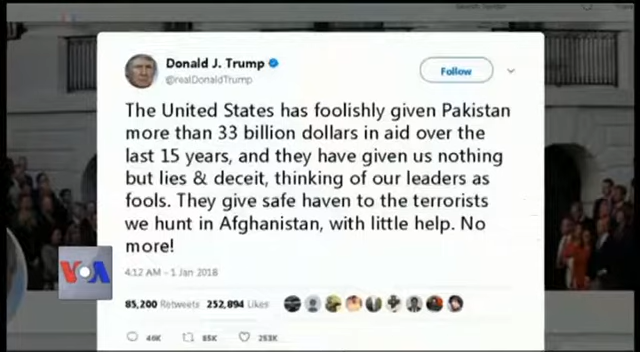 Donald J. Trump
@realDonaldTrump
Follow
The United States has foolishly given Pakistan
more than 33 billion dollars in aid over the
last 15 years, and they have given us nothing
but lies & deceit, thinking of our leaders as
fools. They give safe haven to the terrorists
we hunt in Afghanistan, with little help. No
more!
4:12 AM - 1 Jan 2018
85,200 Retweets 252,894 Likes
46K 85K 253K
VOA